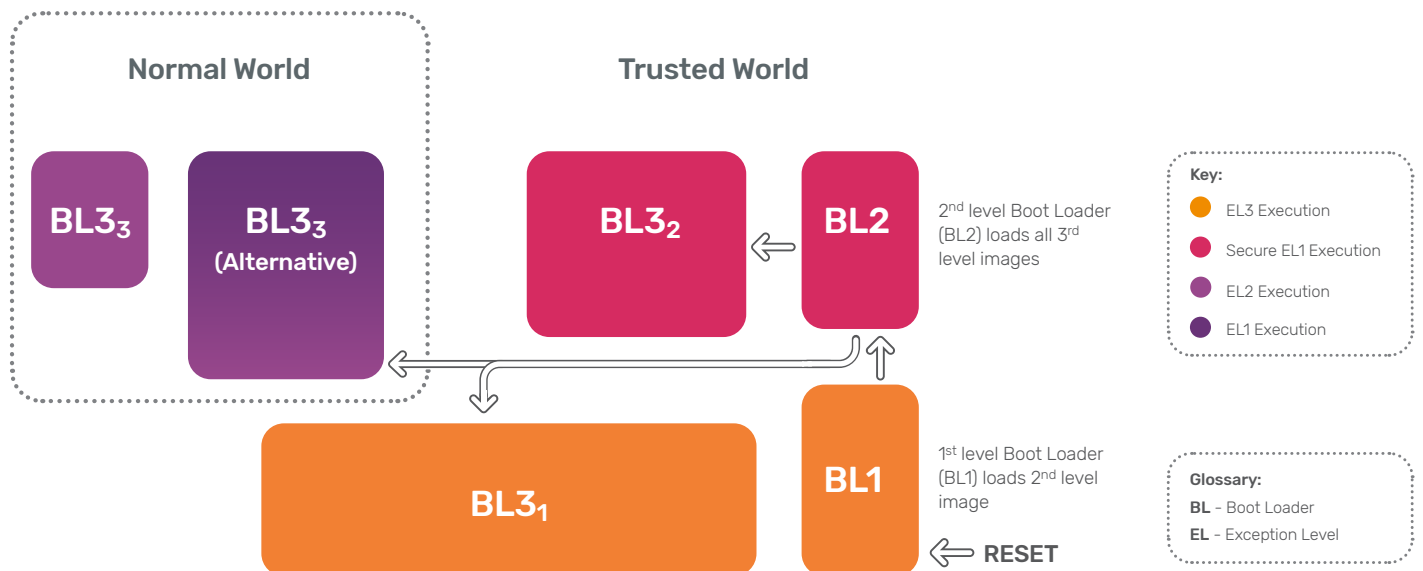 Normal World
Trusted World
BL3₃
BL3₃
(Alternative)
BL3₂
BL2
2nd level Boot Loader
(BL2) loads all 3rd
level images
Key:
EL3 Execution
Secure EL1 Execution
EL2 Execution
EL1 Execution
BL3₁
BL1
1st level Boot Loader
(BL1) loads 2nd level
image
RESET
Glossary:
BL - Boot Loader
EL - Exception Level